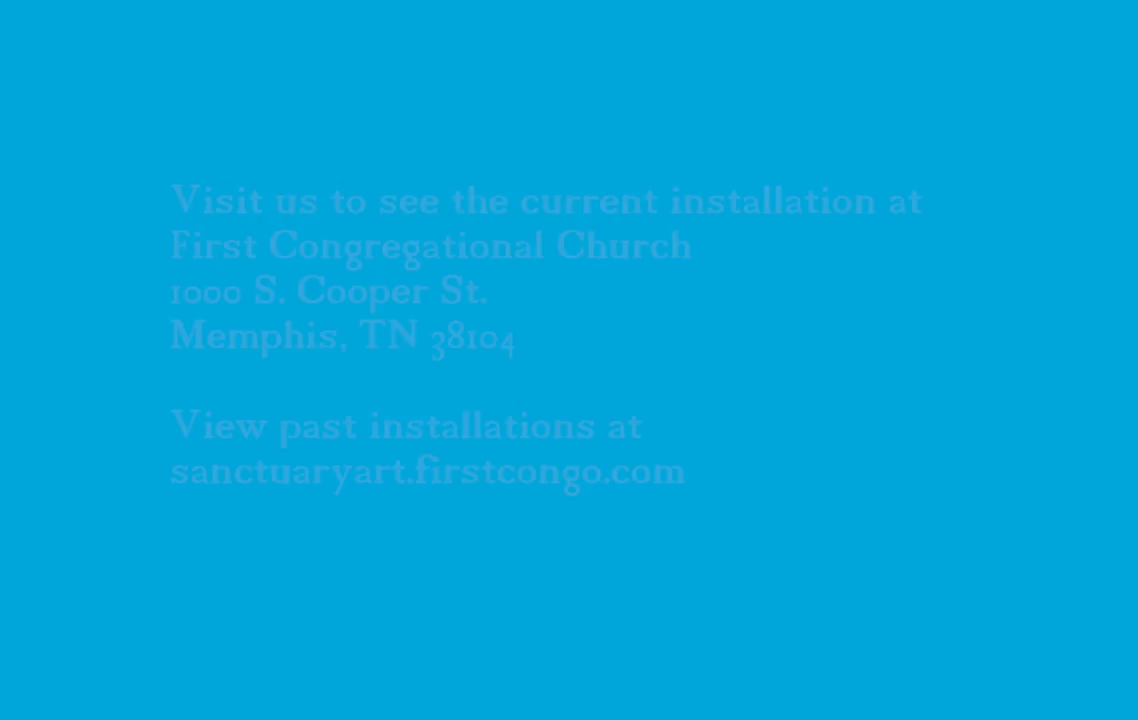 Visit us to see the current installation at
First Congregational Church
1000 S. Cooper St.
Memphis, TN 38104
View past installations at
sanctuaryart.firstcongo.com